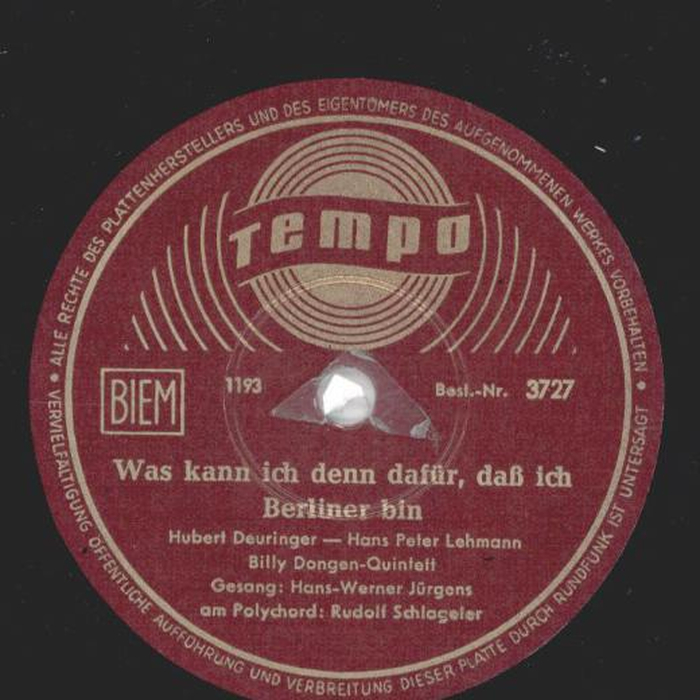 • ALLE RECHTE DES PLATTENHERSTELLERS UND DES EIGENTÜMERS DES AUFGENOMMENEN WERKES VORBEHALTEN •
VERVIELFÄLTIGUNG ÖFFENTLICHE AUFFÜHRUNG UND VERBREITUNG DIESER PLATTE DURCH RUNDFUNK IST UNTERSAGT
Tempo
BIEM 1193 Best.-Nr. 3727
Was kann ich denn dafür, daß ich
Berliner bin
Hubert Deuringer — Hans Peter Lehmann
Billy Dongen-Quintett
Gesang: Hans-Werner Jürgens
am Polychord: Rudolf Schlageler